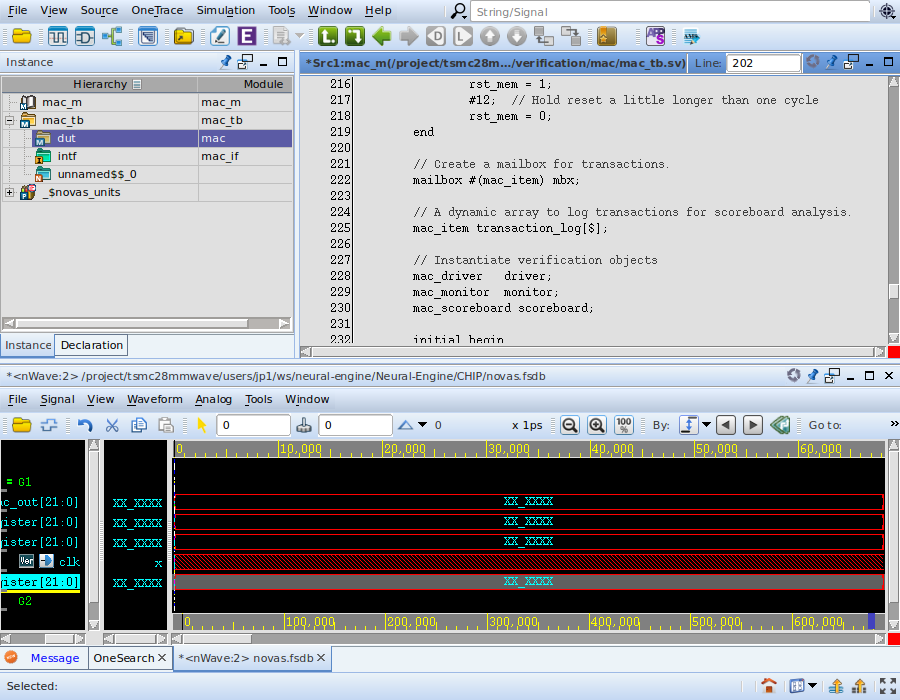 File View Source OneTrace Simulation Tools Window Help String/Signal
Instance
*Src1:mac_m(/project/tsmc28m.../verification/mac/mac_tb.sv) Line: 202
Hierarchy Module
mac_m mac_m
mac_tb mac_tb
dut mac
intf mac_if
unnamed$$_0
_$novas_units
216 rst_mem = 1;
217 #12; // Hold reset a little longer than one cycle
218 rst_mem = 0;
219 end
220
221 // Create a mailbox for transactions.
222 mailbox #(mac_item) mbx;
223
224 // A dynamic array to log transactions for scoreboard analysis.
225 mac_item transaction_log[$];
226
227 // Instantiate verification objects
228 mac_driver driver;
229 mac_monitor monitor;
230 mac_scoreboard scoreboard;
231
232 initial begin
Instance Declaration
*<nWave:2> /project/tsmc28mmwave/users/jp1/ws/neural-engine/Neural-Engine/CHIP/novas.fsdb
File Signal View Waveform Analog Tools Window
0 0 0 x 1ps 100 % By: Go to: »
0 10,000 20,000 30,000 40,000 50,000 60,000
= G1
c_out[21:0] XX_XXXX XX_XXXX
ister[21:0] XX_XXXX XX_XXXX
ister[21:0] XX_XXXX XX_XXXX
Ver clk x
gister[21:0] XX_XXXX XX_XXXX
G2
0 100,000 200,000 300,000 400,000 500,000 600,000
Message OneSearch *<nWave:2> novas.fsdb
Selected: